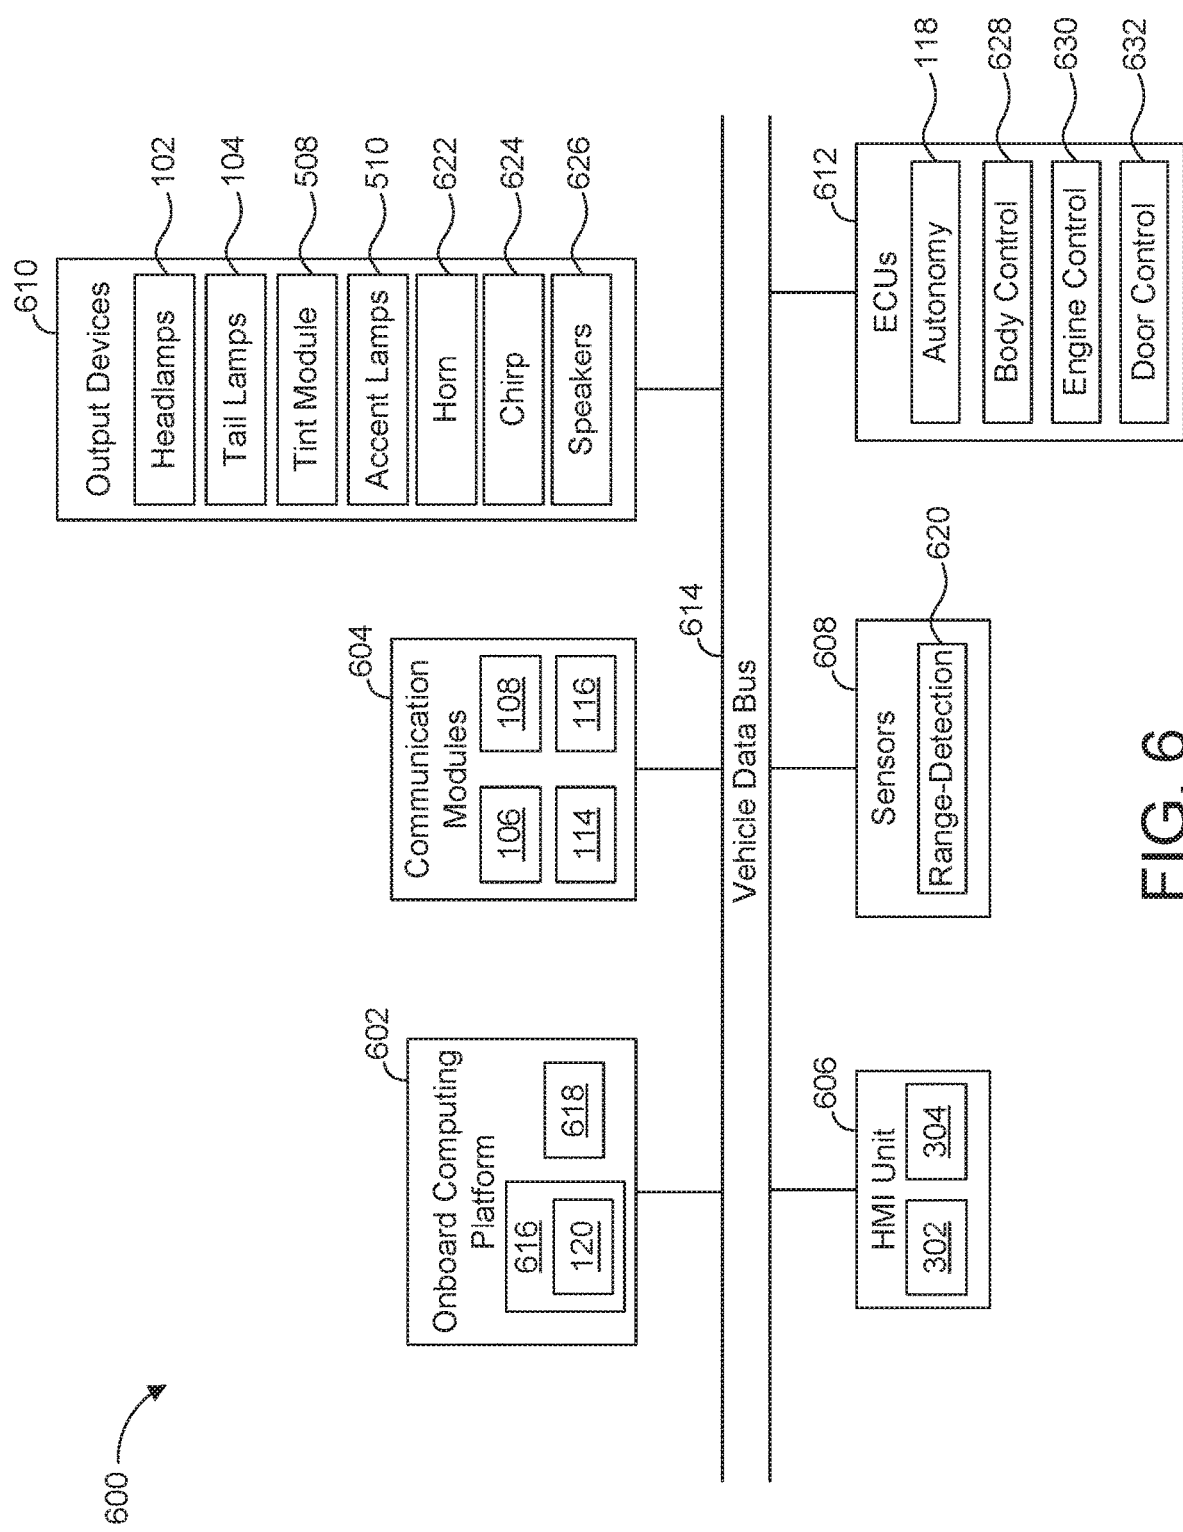 600
602
Onboard Computing
Platform
616
120
618
604
Communication
Modules
106
108
114
116
610
Output Devices
Headlamps
102
Tail Lamps
104
Tint Module
508
Accent Lamps
510
Horn
622
Chirp
624
Speakers
626
614
Vehicle Data Bus
606
HMI Unit
302
304
608
Sensors
Range-Detection
620
612
ECUs
Autonomy
118
Body Control
628
Engine Control
630
Door Control
632
FIG. 6